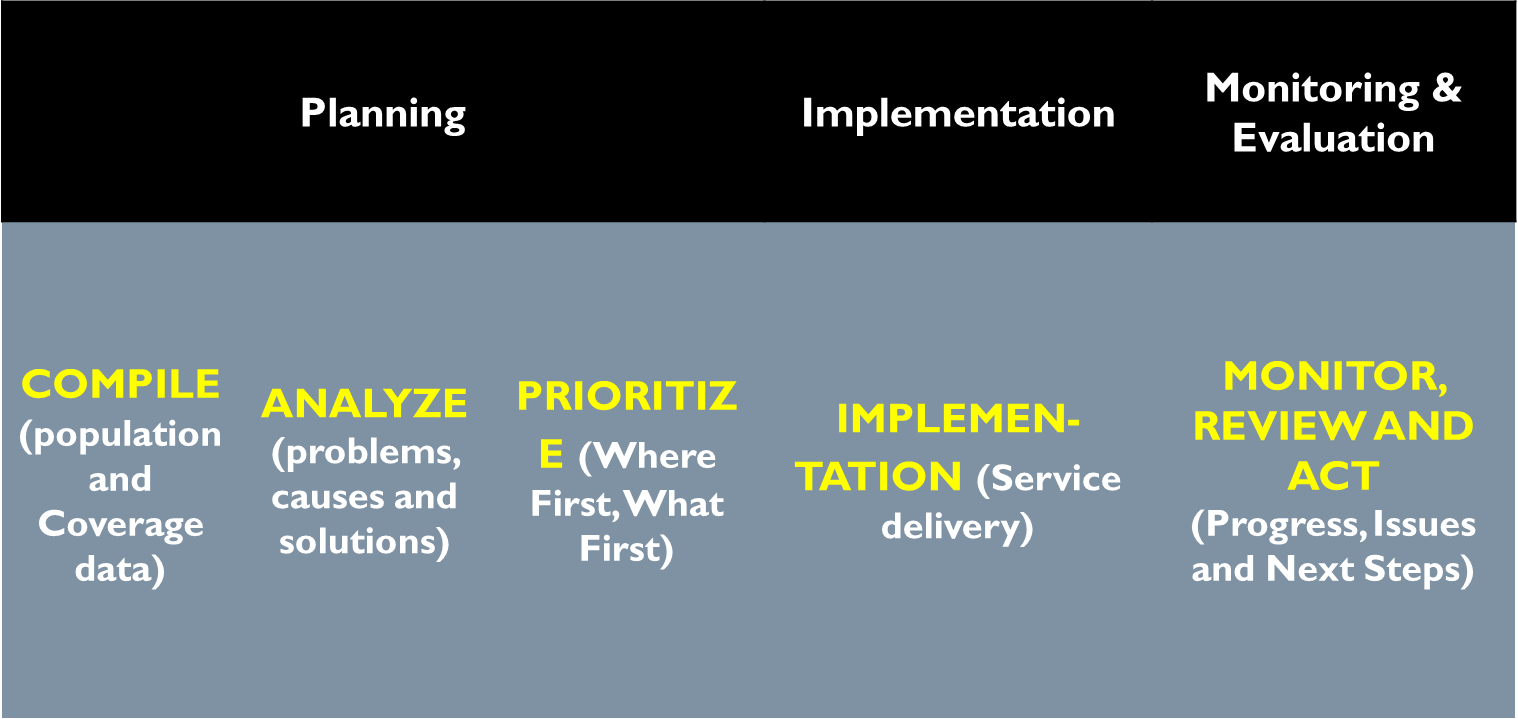 Planning
Implementation
Monitoring &
Evaluation
COMPILE
(population
and
Coverage
data)
ANALYZE
(problems,
causes and
solutions)
PRIORITIZ
E (Where
First, What
First)
IMPLEMEN-
TATION (Service
delivery)
MONITOR,
REVIEW AND
ACT
(Progress, Issues
and Next Steps)